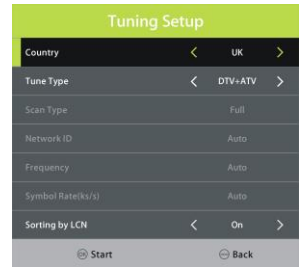 Tuning Setup
Country < UK >
Tune Type < DTV+ATV >
Scan Type Full
Network ID Auto
Frequency Auto
Symbol Rate(ks/s) Auto
Sorting by LCN < On >
OK Start Back